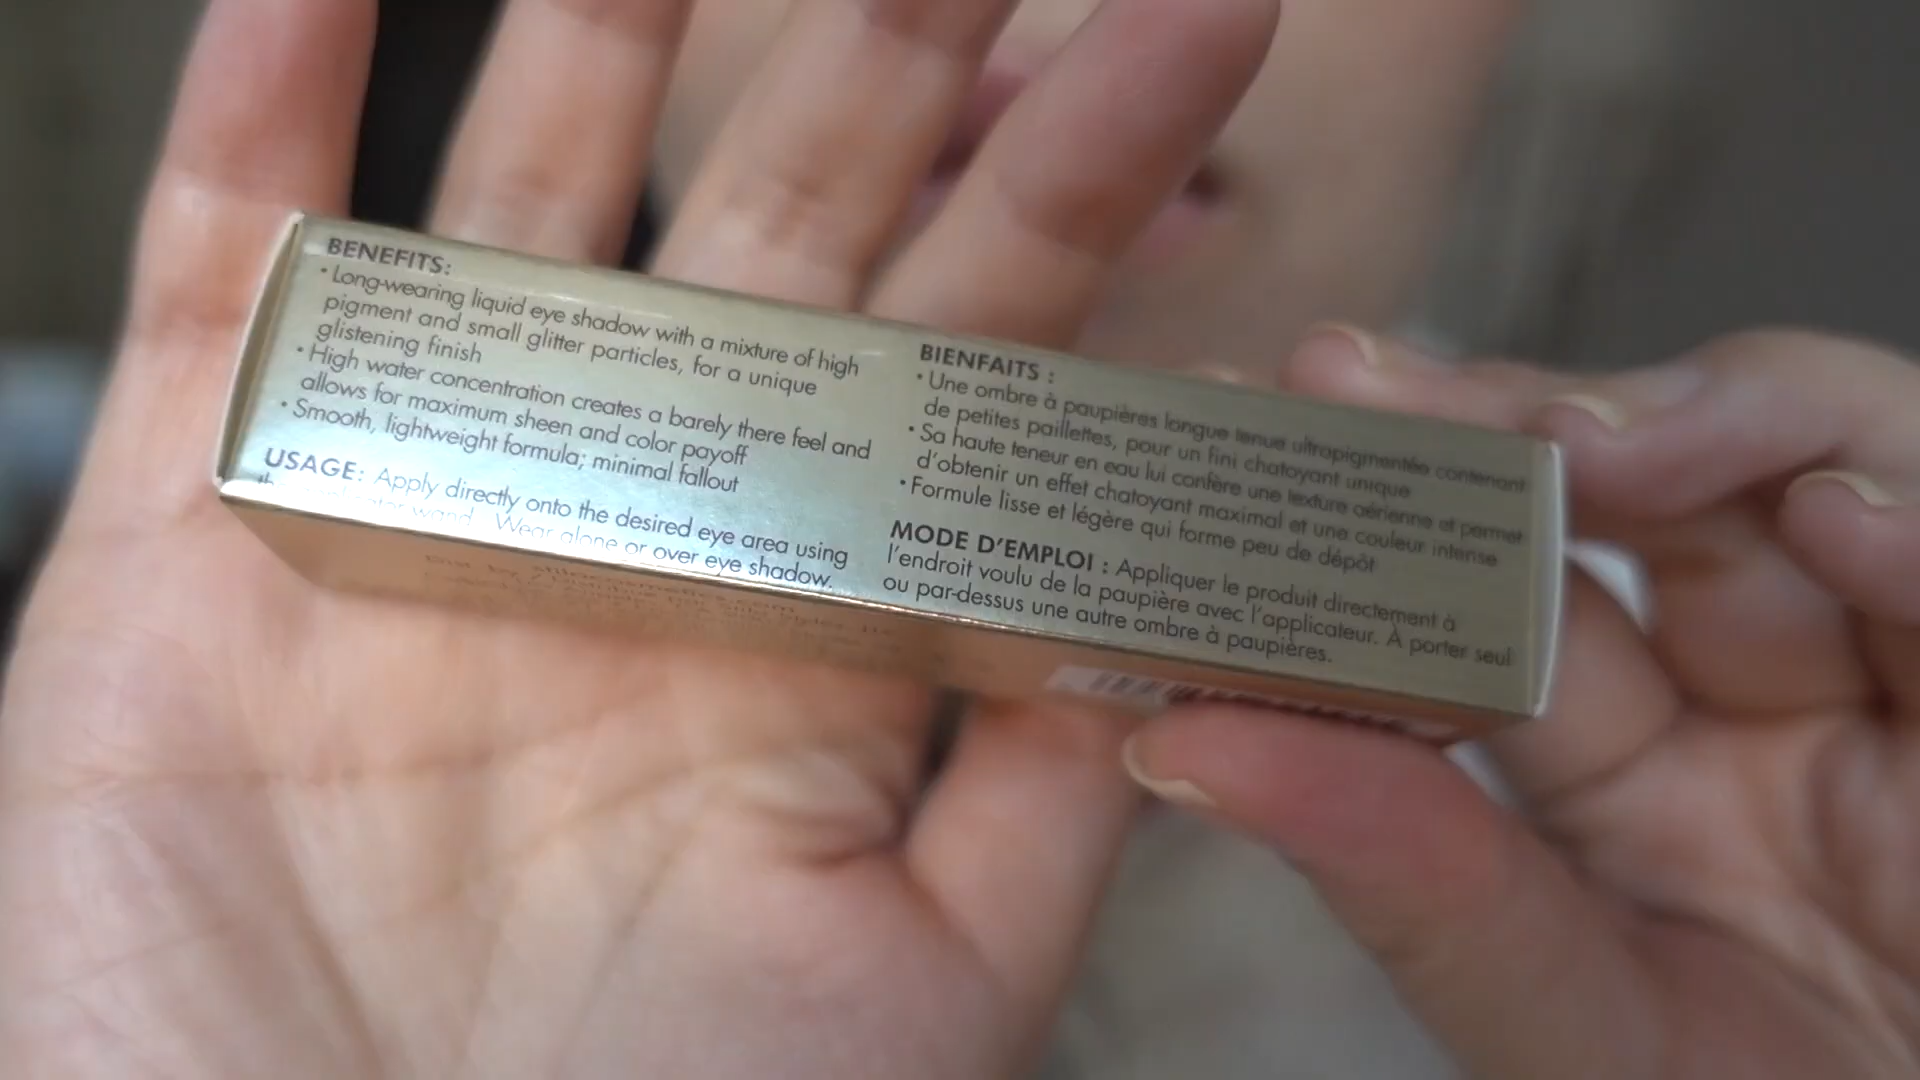 BENEFITS:
• Long-wearing liquid eye shadow with a mixture of high
pigment and small glitter particles, for a unique
glistening finish
• High water concentration creates a barely there feel and
allows for maximum sheen and color payoff
• Smooth, lightweight formula; minimal fallout
USAGE: Apply directly onto the desired eye area using
wand. Wear alone or over eye shadow.
BIENFAITS :
• Une ombre à paupières longue tenue ultrapigmentée contenant
de petites paillettes, pour un fini chatoyant unique
• Sa haute teneur en eau lui confère une texture aérienne et permet
d'obtenir un effet chatoyant maximal et une couleur intense
• Formule lisse et légère qui forme peu de dépôt
MODE D'EMPLOI : Appliquer le produit directement à
l'endroit voulu de la paupière avec l'applicateur. À porter seul
ou par-dessus une autre ombre à paupières.